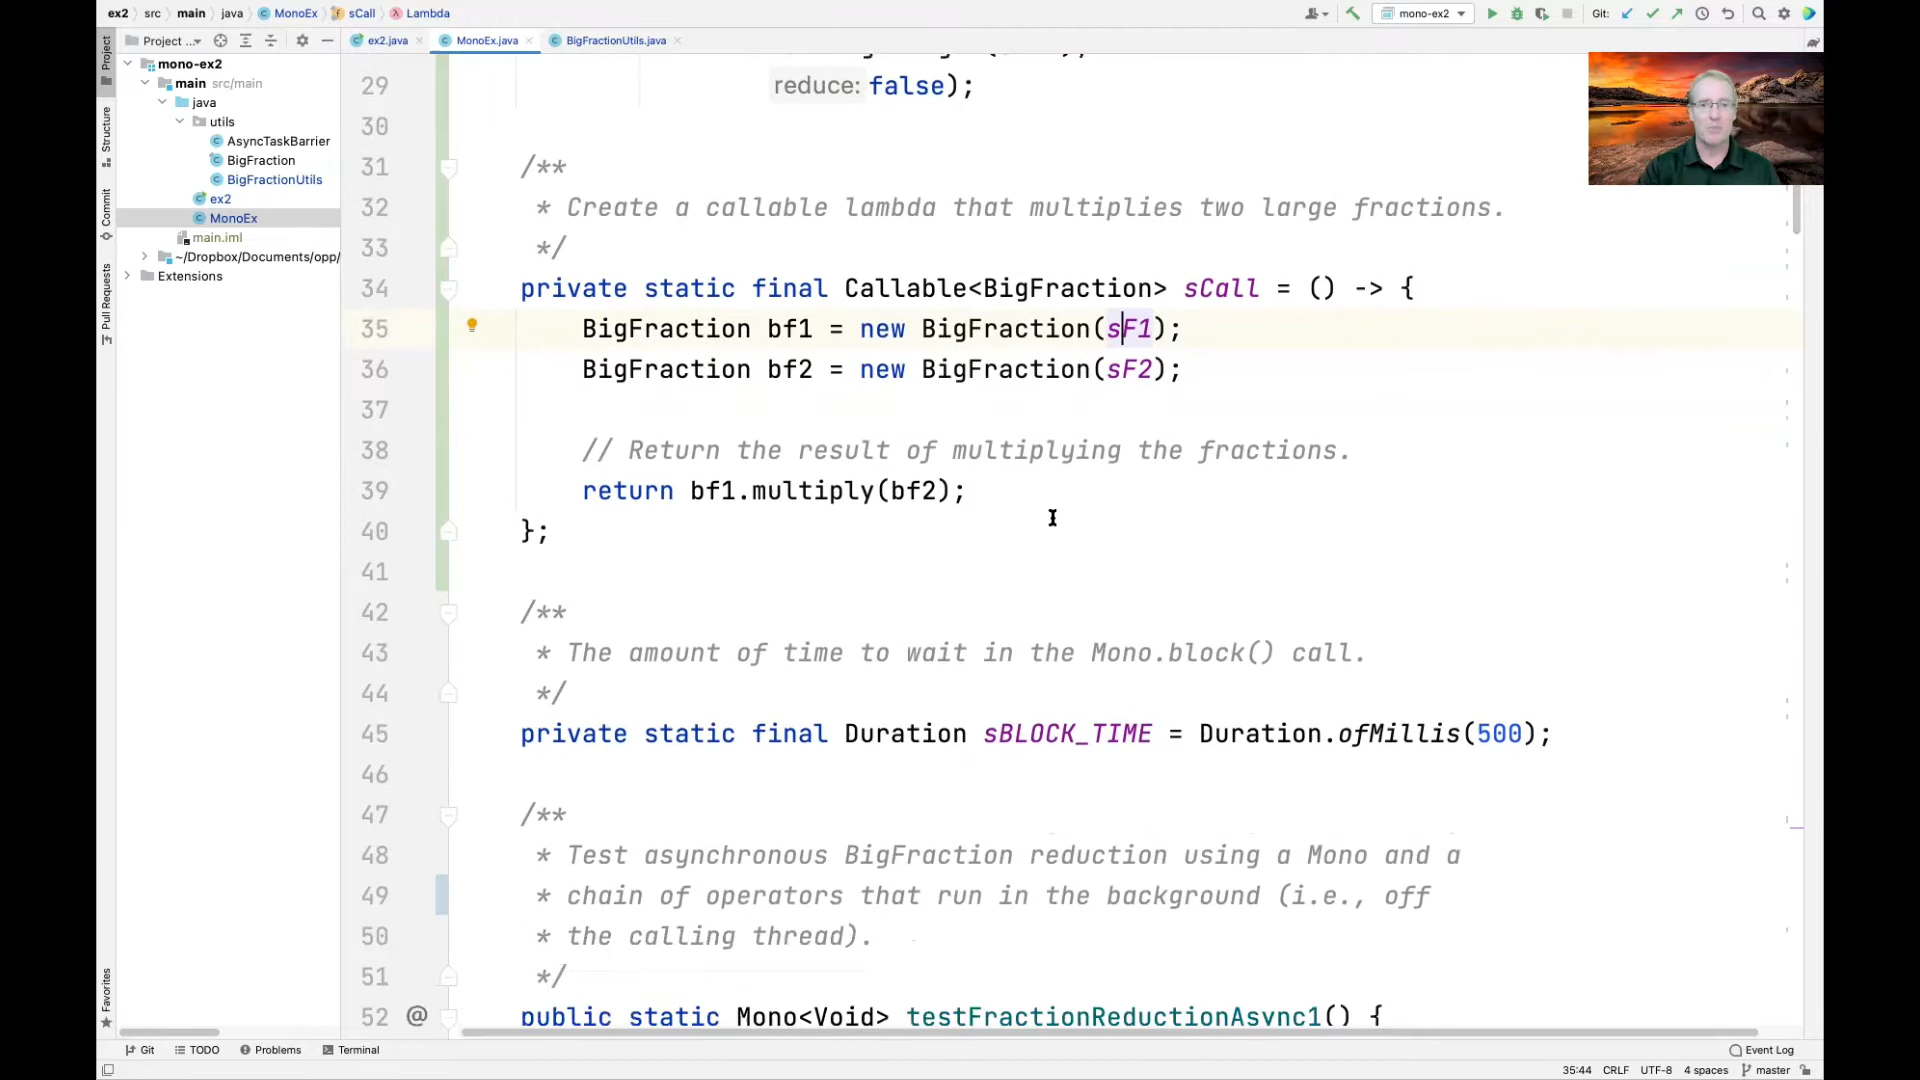 ex2 src main java MonoEx sCall Lambda
mono-ex2 Git:
Project ...
ex2.java MonoEx.java BigFractionUtils.java
mono-ex2
main src/main
java
utils
AsyncTaskBarrier
BigFraction
BigFractionUtils
ex2
MonoEx
main.iml
~/Dropbox/Documents/opp/
Extensions
Project
Structure
Commit
Pull Requests
Favorites
29 reduce: false);
30
31 /**
32 * Create a callable lambda that multiplies two large fractions.
33 */
34 private static final Callable<BigFraction> sCall = () -> {
35 BigFraction bf1 = new BigFraction(sF1);
36 BigFraction bf2 = new BigFraction(sF2);
37
38 // Return the result of multiplying the fractions.
39 return bf1.multiply(bf2);
40 };
41
42 /**
43 * The amount of time to wait in the Mono.block() call.
44 */
45 private static final Duration sBLOCK_TIME = Duration.ofMillis(500);
46
47 /**
48 * Test asynchronous BigFraction reduction using a Mono and a
49 * chain of operators that run in the background (i.e., off
50 * the calling thread).
51 */
52 @ public static Mono<Void> testFractionReductionAsync1() {
Git TODO Problems Terminal Event Log
35:44 CRLF UTF-8 4 spaces master